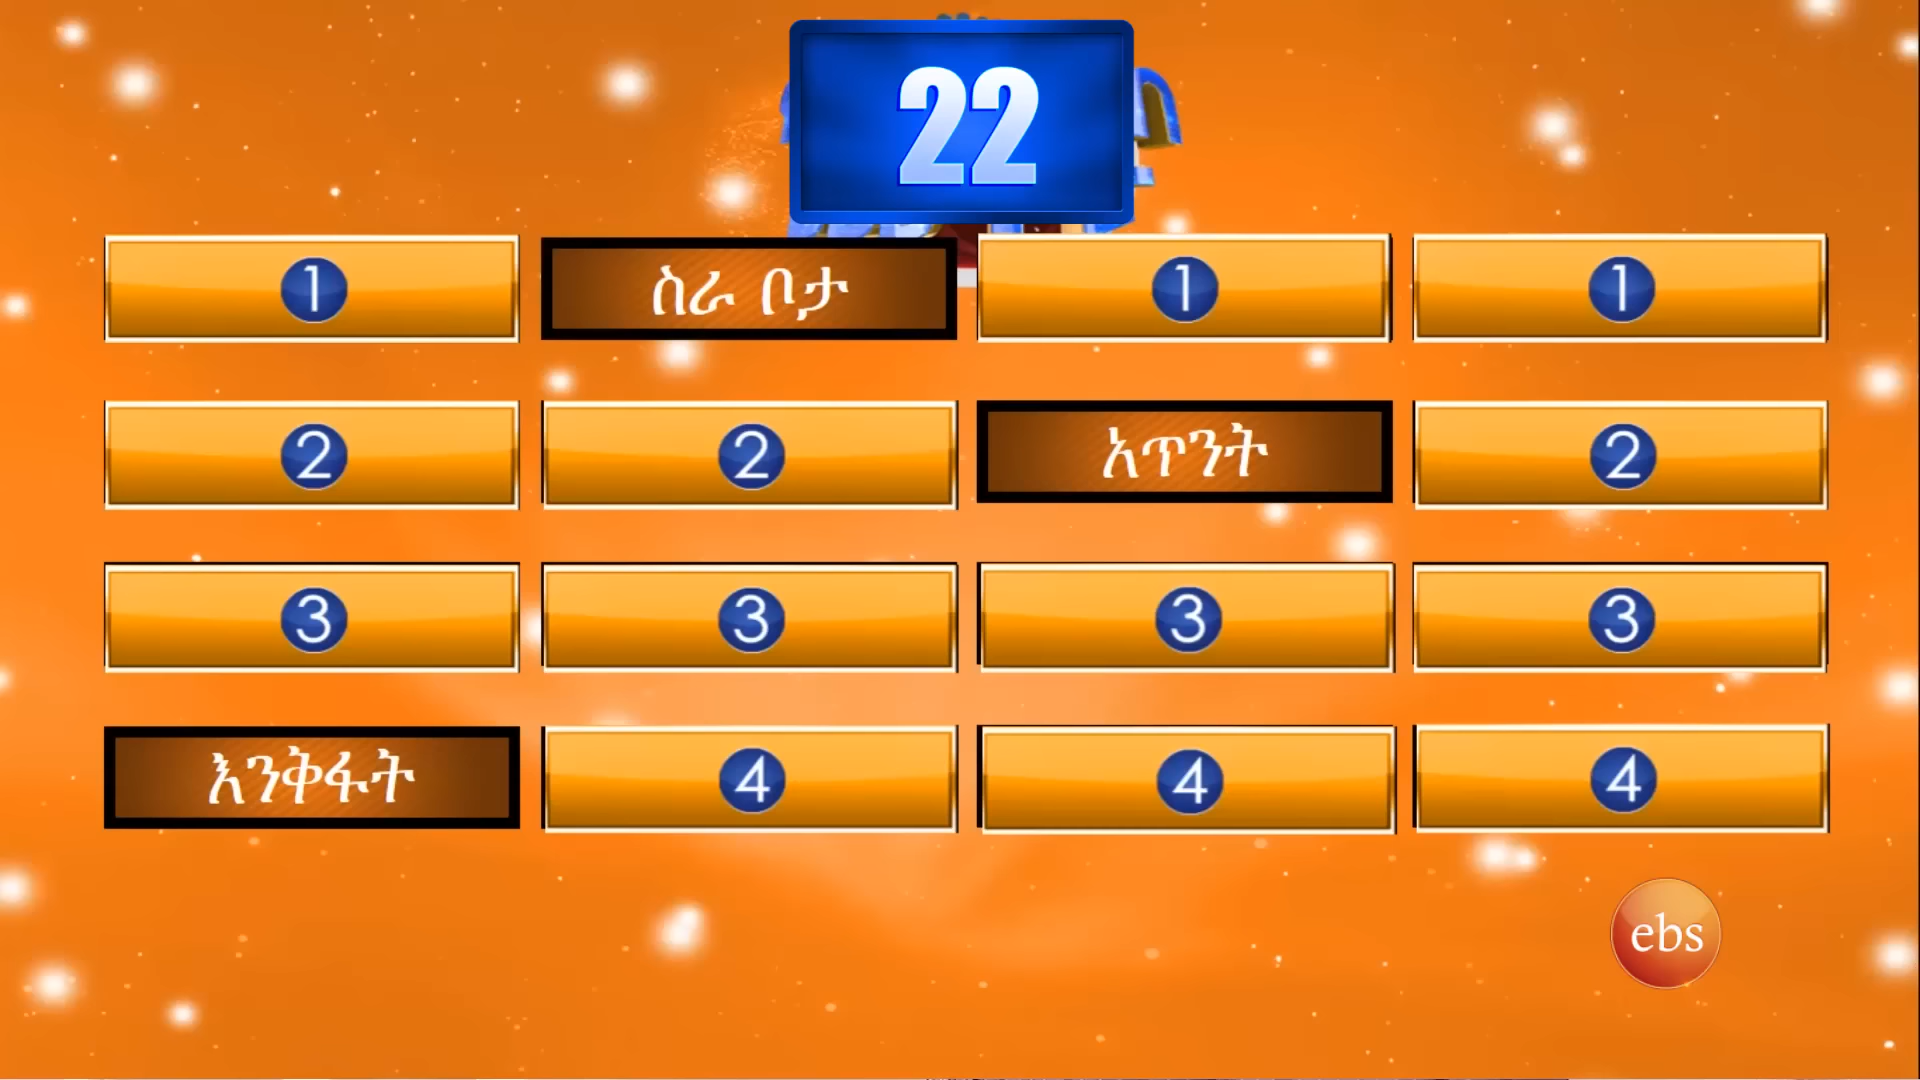 22
1 ስራ ቦታ 1 1
2 2 አጥንት 2
3 3 3 3
እንቅፋት 4 4 4
ebs